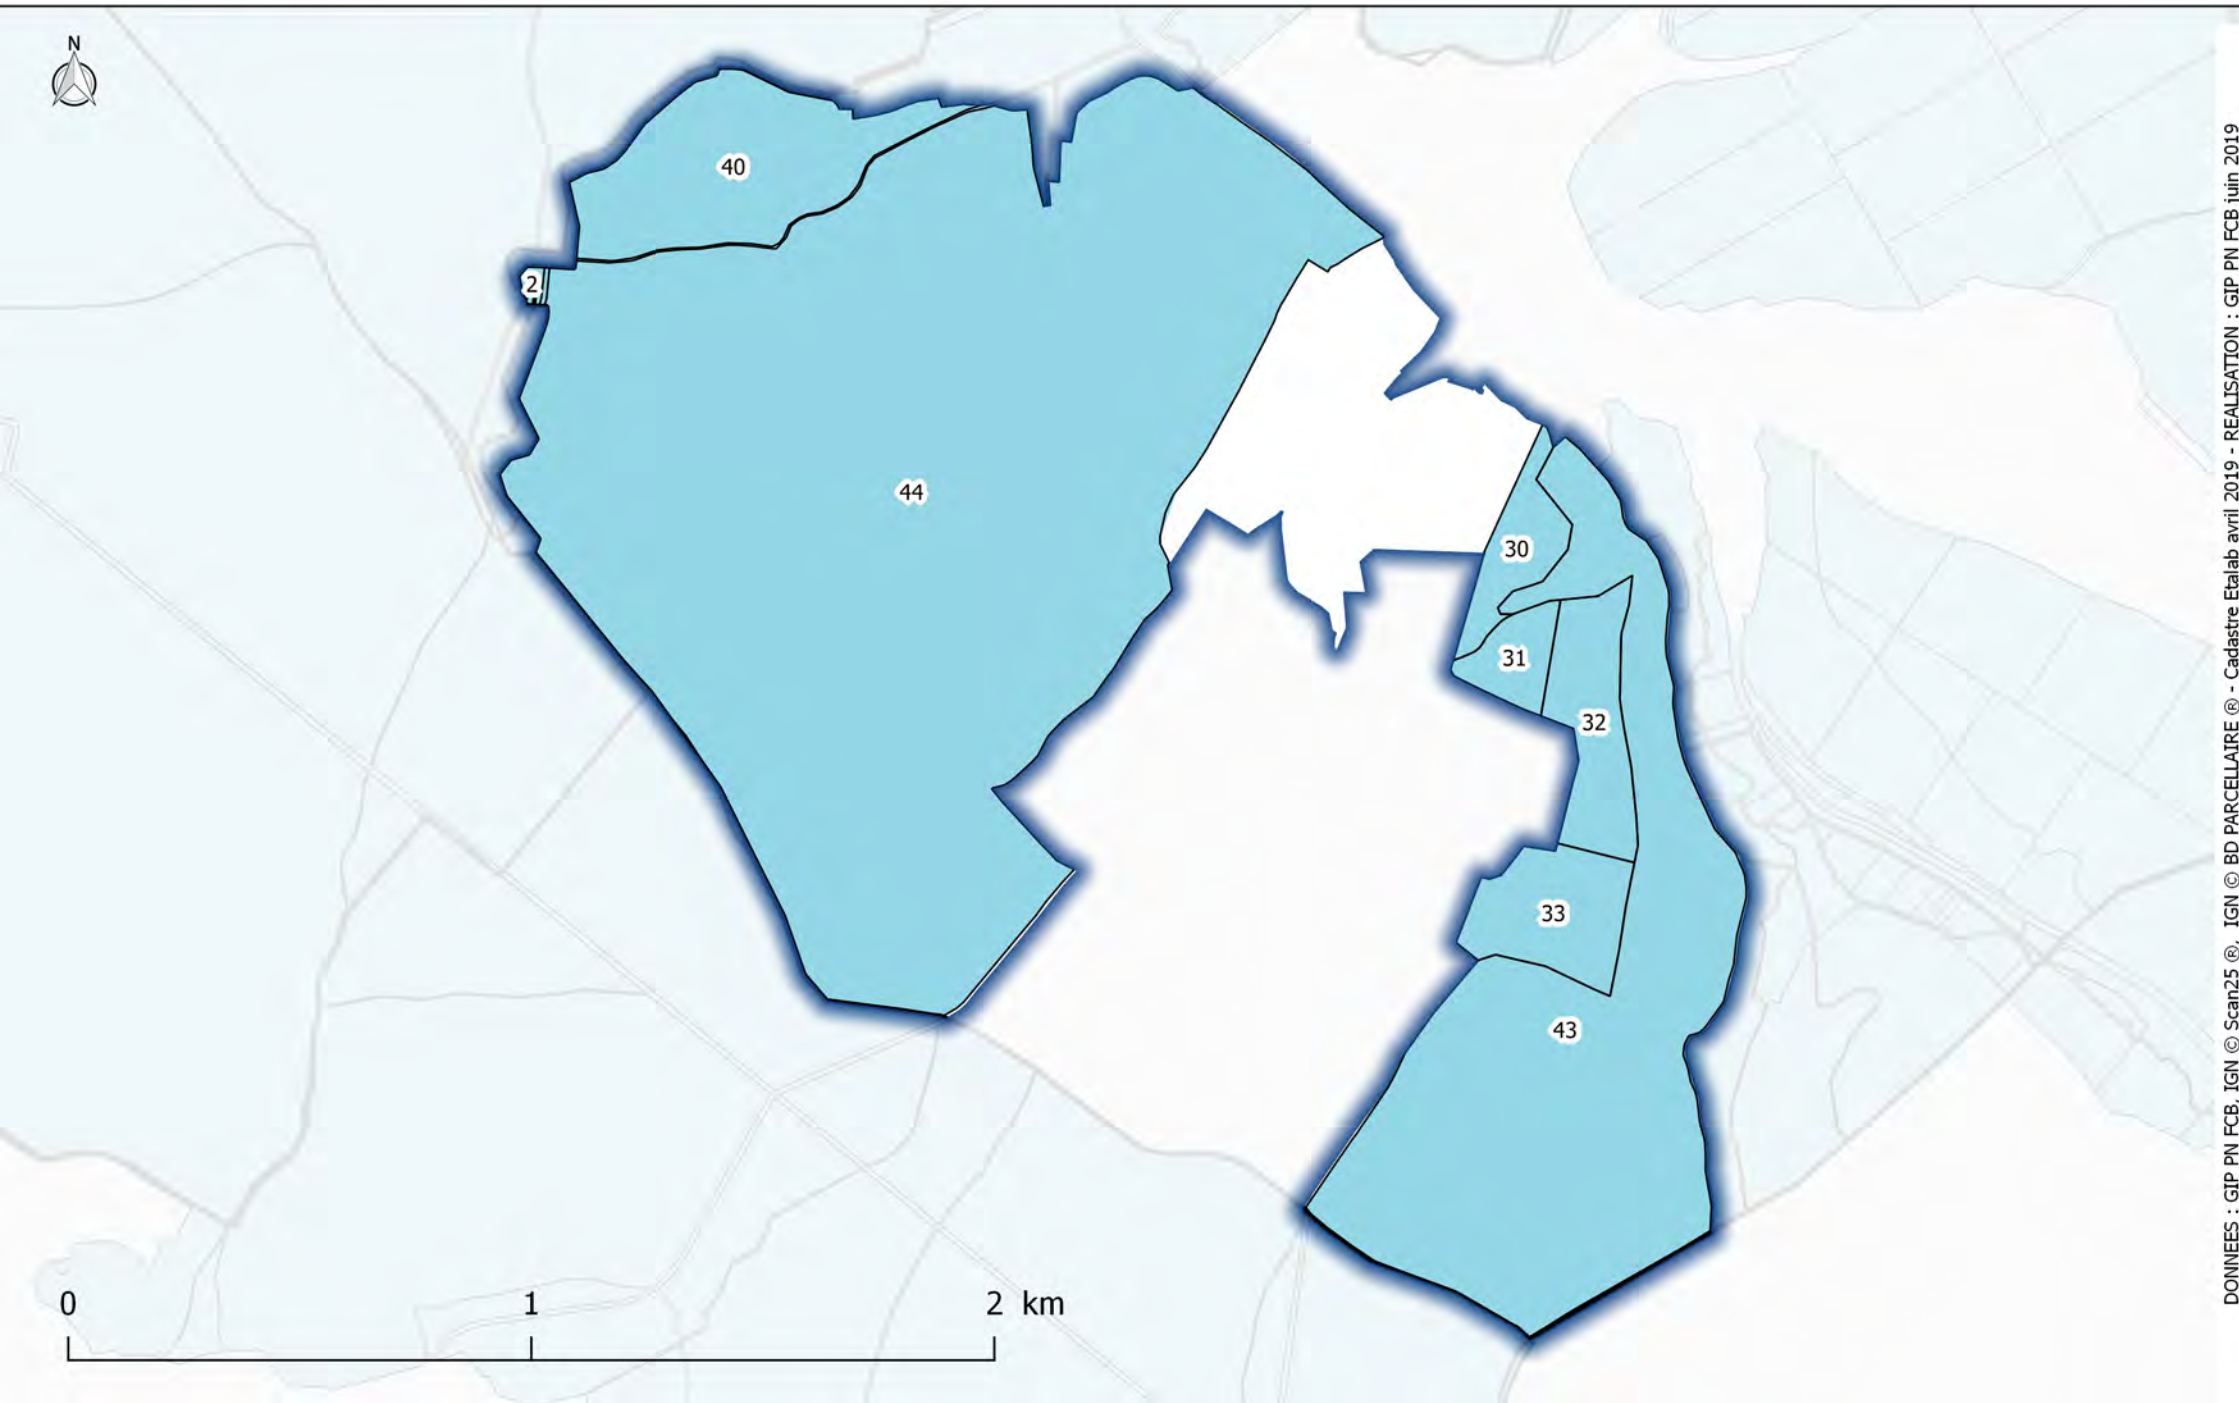 N
40
2
44
30
31
32
33
43
0 1 2 km
DONNEES : GIP PN FCB, IGN © Scan25 ®, IGN © BD PARCELLAIRE ® - Cadastre Etalab avril 2019 - REALISATION : GIP PN FCB juin 2019